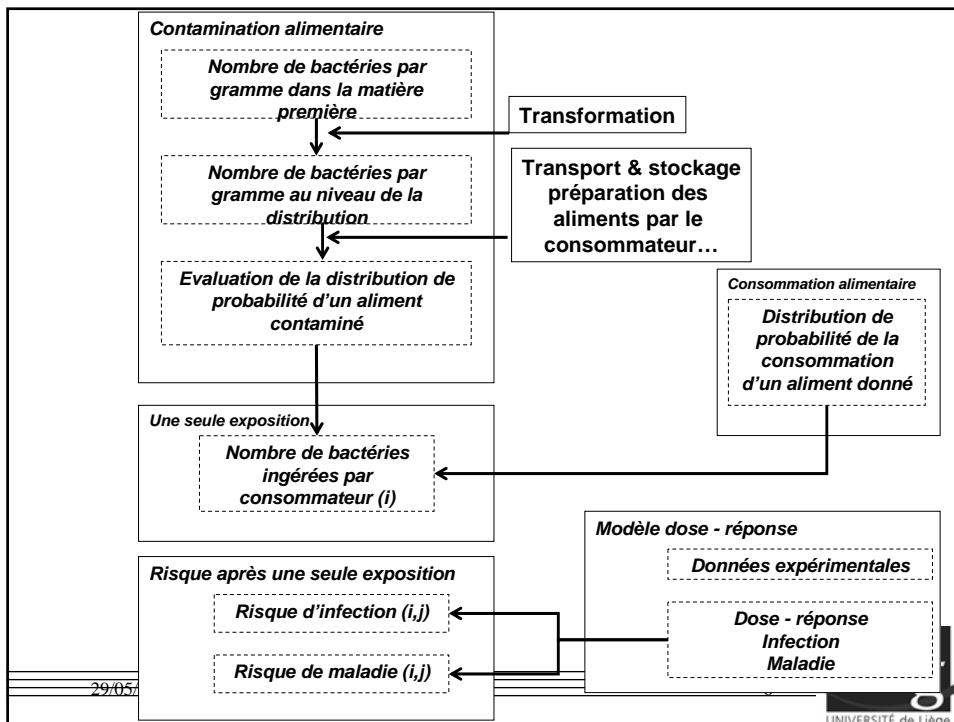 Contamination alimentaire
Nombre de bactéries par
gramme dans la matière
première
Transformation
Nombre de bactéries par
gramme au niveau de la
distribution
Transport & stockage
préparation des
aliments par le
consommateur…
Evaluation de la distribution de
probabilité d’un aliment
contaminé
Consommation alimentaire
Distribution de
probabilité de la
consommation
d’un aliment donné
Une seule exposition
Nombre de bactéries
ingérées par
consommateur (i)
Modèle dose - réponse
Données expérimentales
Dose - réponse
Infection
Maladie
Risque après une seule exposition
Risque d’infection (i,j)
Risque de maladie (i,j)
29/05/
UNIVERSITÉ de Liège